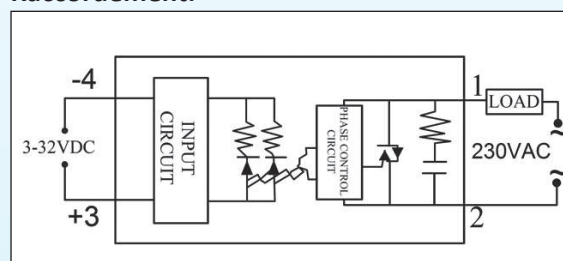 Raccordement:
-4
3-32VDC
+3
INPUT
CIRCUIT
PHASE CONTROL
CIRCUIT
1
LOAD
~
230VAC
~
2